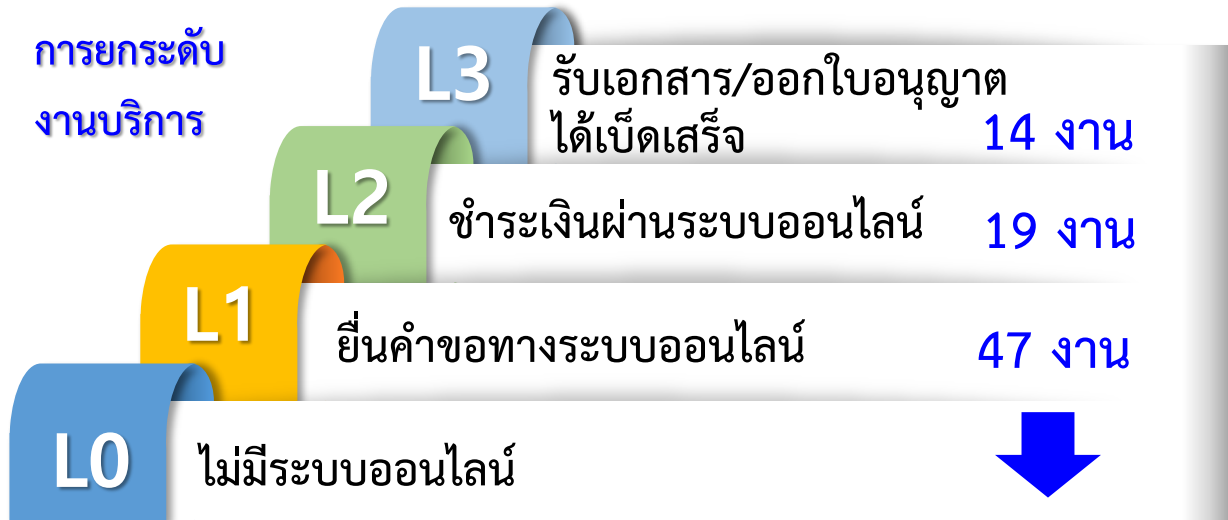 การยกระดับ
งานบริการ
L3
รับเอกสาร/ออกใบอนุญาต
ได้เบ็ดเสร็จ
14 งาน
L2
ชำระเงินผ่านระบบออนไลน์
19 งาน
L1
ยื่นคำขอทางระบบออนไลน์
47 งาน
L0
ไม่มีระบบออนไลน์